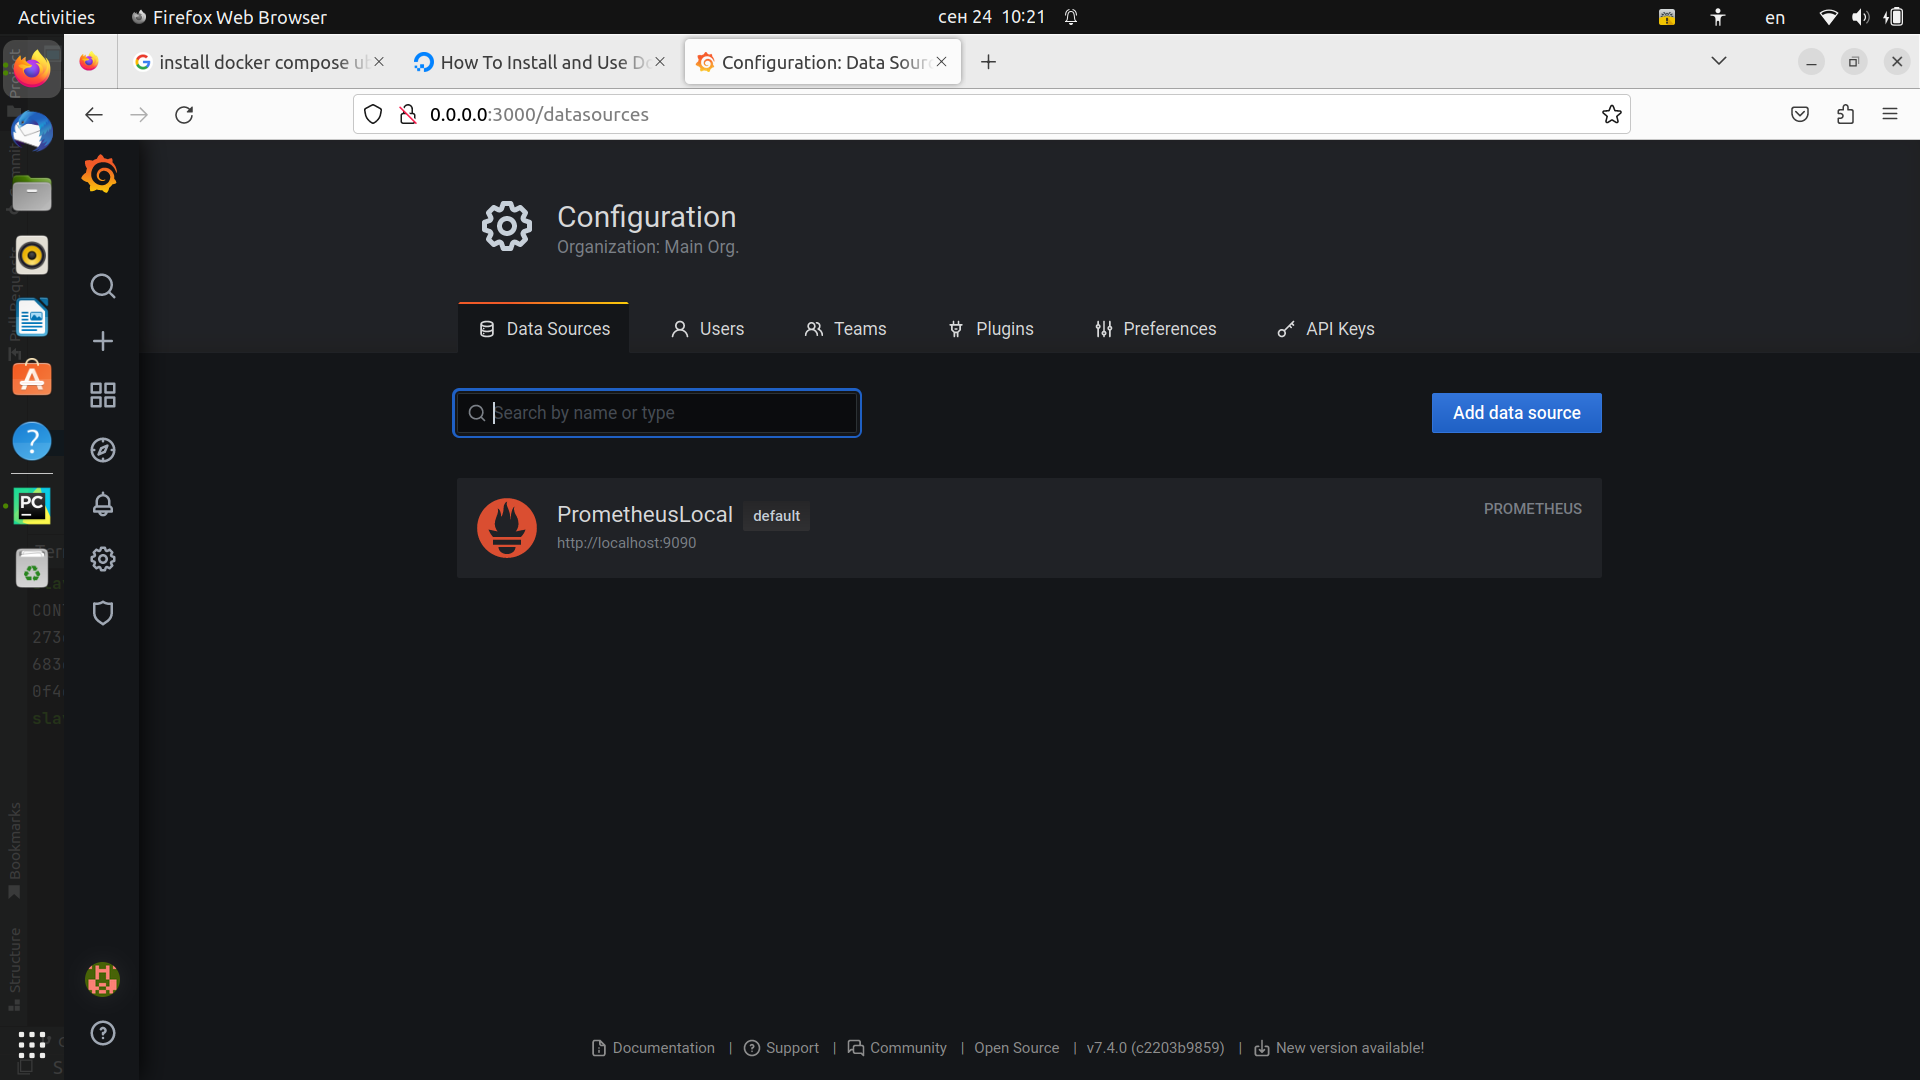 Activities Firefox Web Browser сен 24 10:21 en
install docker compose How To Install and Use Configuration: Data
0.0.0.0:3000/datasources
Configuration
Organization: Main Org.
Data Sources Users Teams Plugins Preferences API Keys
Search by name or type Add data source
PrometheusLocal default PROMETHEUS
http://localhost:9090
PC
Bookmarks
Structure
Documentation | Support | Community | Open Source | v7.4.0 (c2203b9859) | New version available!